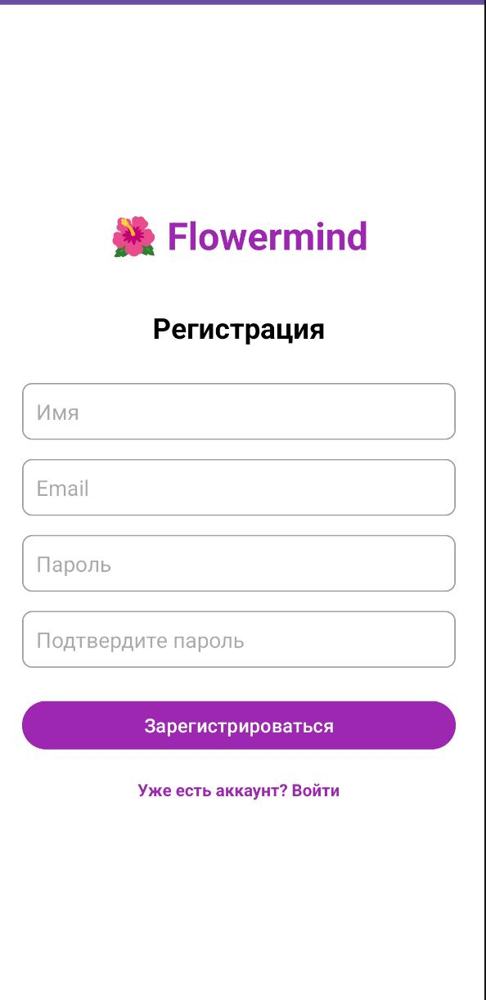 Flowermind
Регистрация
Имя
Email
Пароль
Подтвердите пароль
Зарегистрироваться
Уже есть аккаунт? Войти